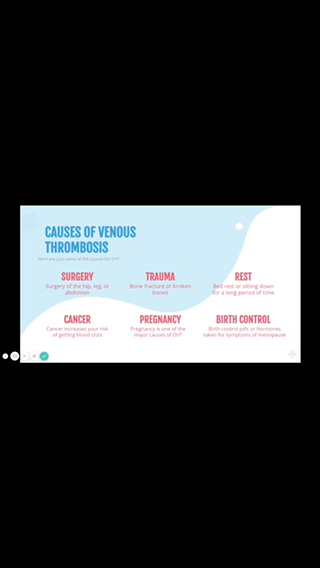 CAUSES OF VENOUS
THROMBOSIS
Here are just some of the causes for DVT
SURGERY
Surgery of the hip, leg, or
abdomen
TRAUMA
Bone fracture or broken
bones
REST
Bed rest or sitting down
for a long period of time
CANCER
Cancer increases your risk
of getting blood clots
PREGNANCY
Pregnancy is one of the
major causes of DVT
BIRTH CONTROL
Birth control pills or hormones
taken for symptoms of menopause